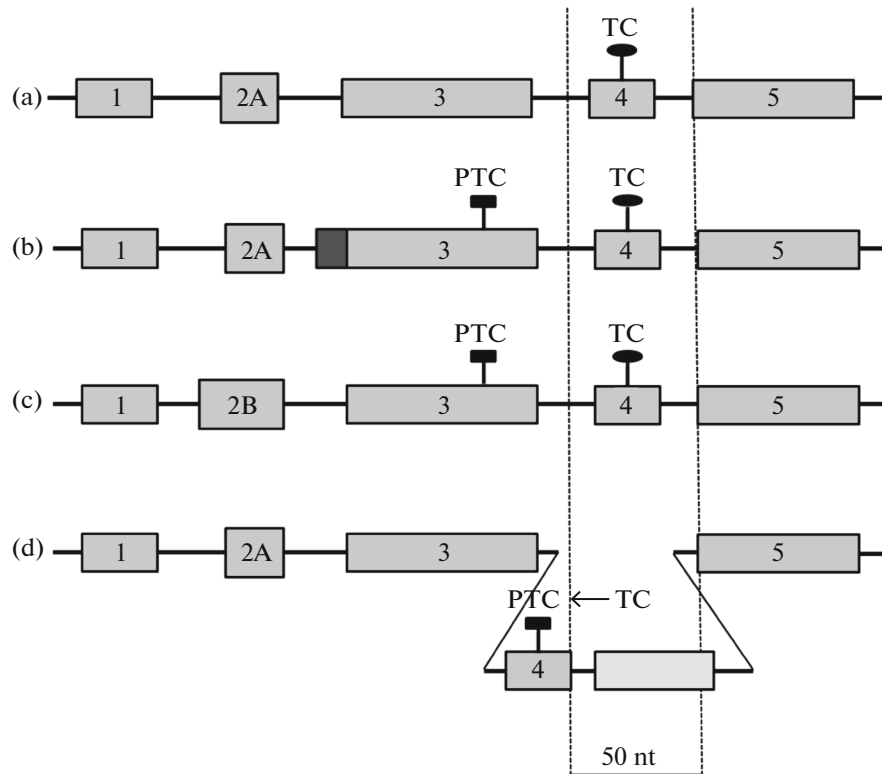 TC
(a) 1 2A 3 4 5
PTC TC
(b) 1 2A 3 4 5
PTC TC
(c) 1 2B 3 4 5
(d) 1 2A 3 5
PTC TC
4
50 nt